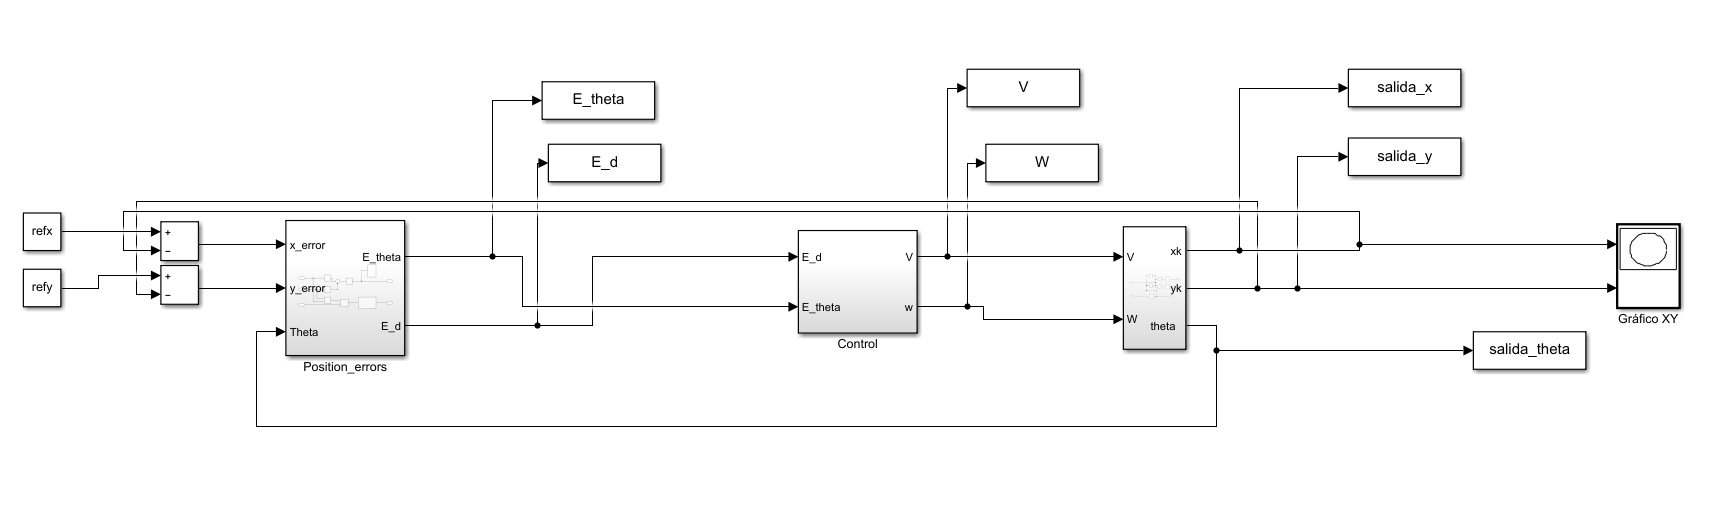 E_theta
E_d
V
W
salida_x
salida_y
refx
refy
+
−
+
−
x_error
y_error
Theta
E_theta
E_d
Position_errors
E_d
E_theta
V
w
Control
V
W
xk
yk
theta
Gráfico XY
salida_theta